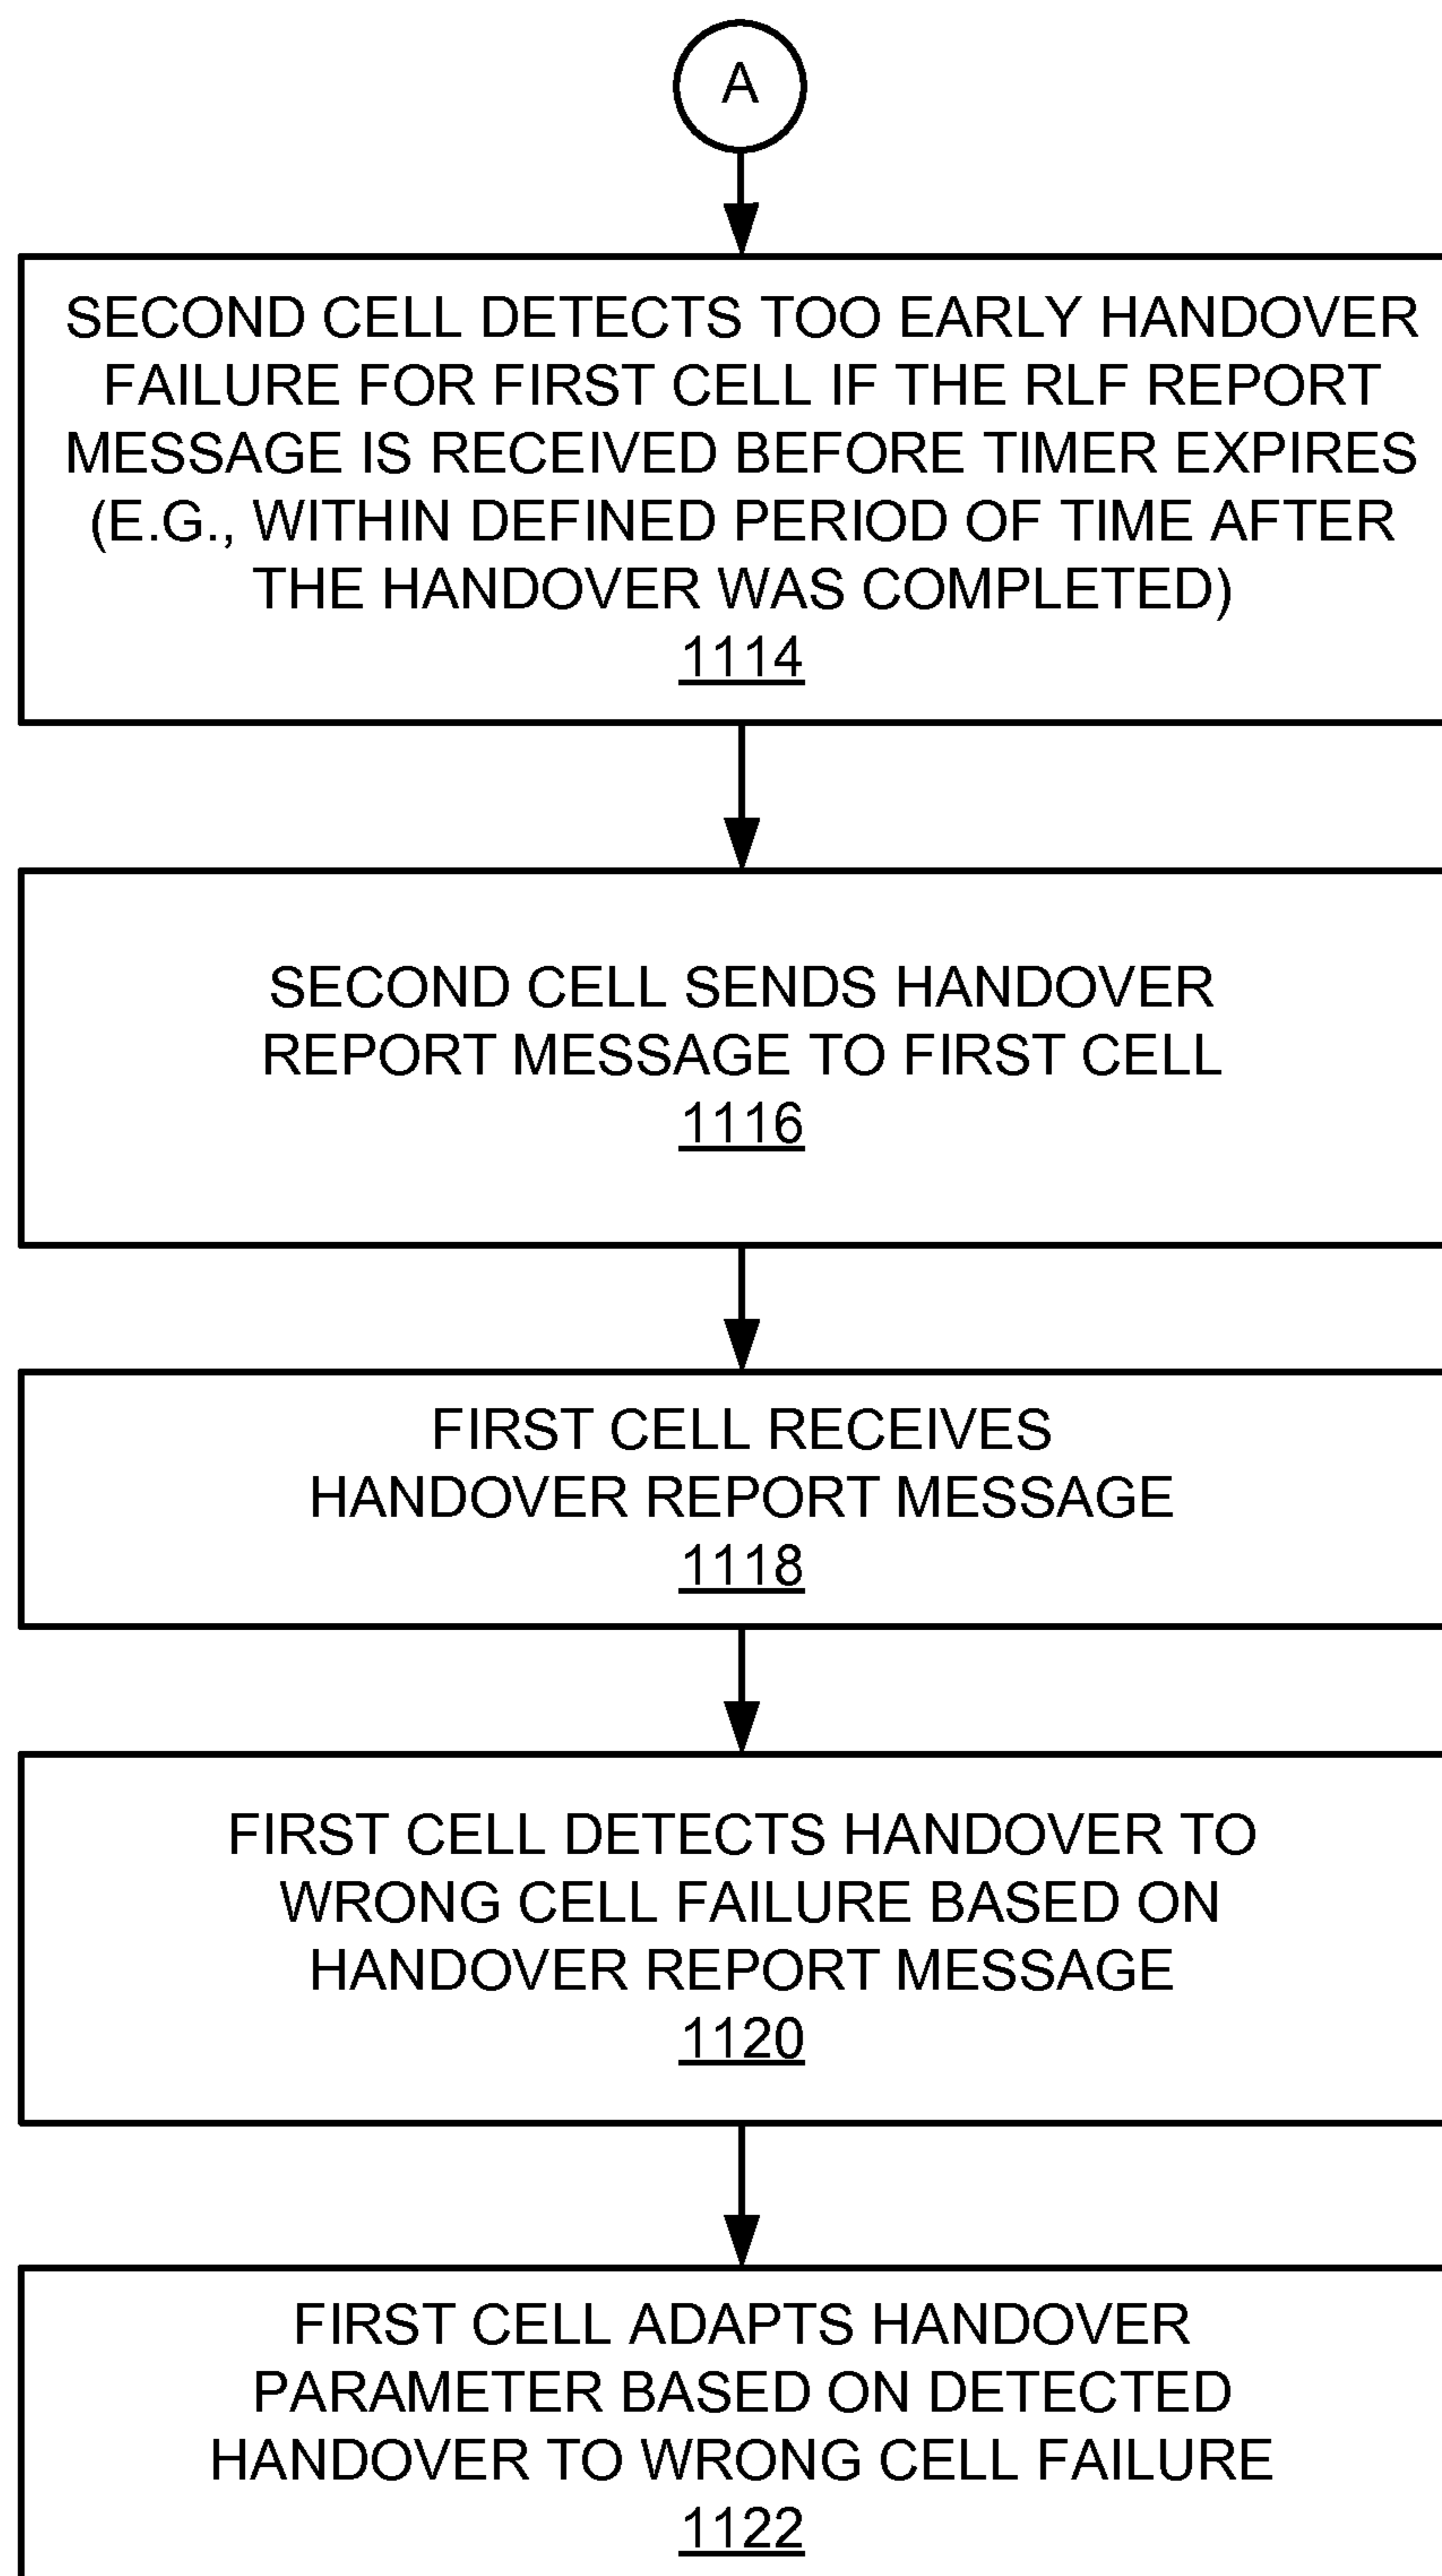 A
SECOND CELL DETECTS TOO EARLY HANDOVER
FAILURE FOR FIRST CELL IF THE RLF REPORT
MESSAGE IS RECEIVED BEFORE TIMER EXPIRES
(E.G., WITHIN DEFINED PERIOD OF TIME AFTER
THE HANDOVER WAS COMPLETED)
1114
SECOND CELL SENDS HANDOVER
REPORT MESSAGE TO FIRST CELL
1116
FIRST CELL RECEIVES
HANDOVER REPORT MESSAGE
1118
FIRST CELL DETECTS HANDOVER TO
WRONG CELL FAILURE BASED ON
HANDOVER REPORT MESSAGE
1120
FIRST CELL ADAPTS HANDOVER
PARAMETER BASED ON DETECTED
HANDOVER TO WRONG CELL FAILURE
1122